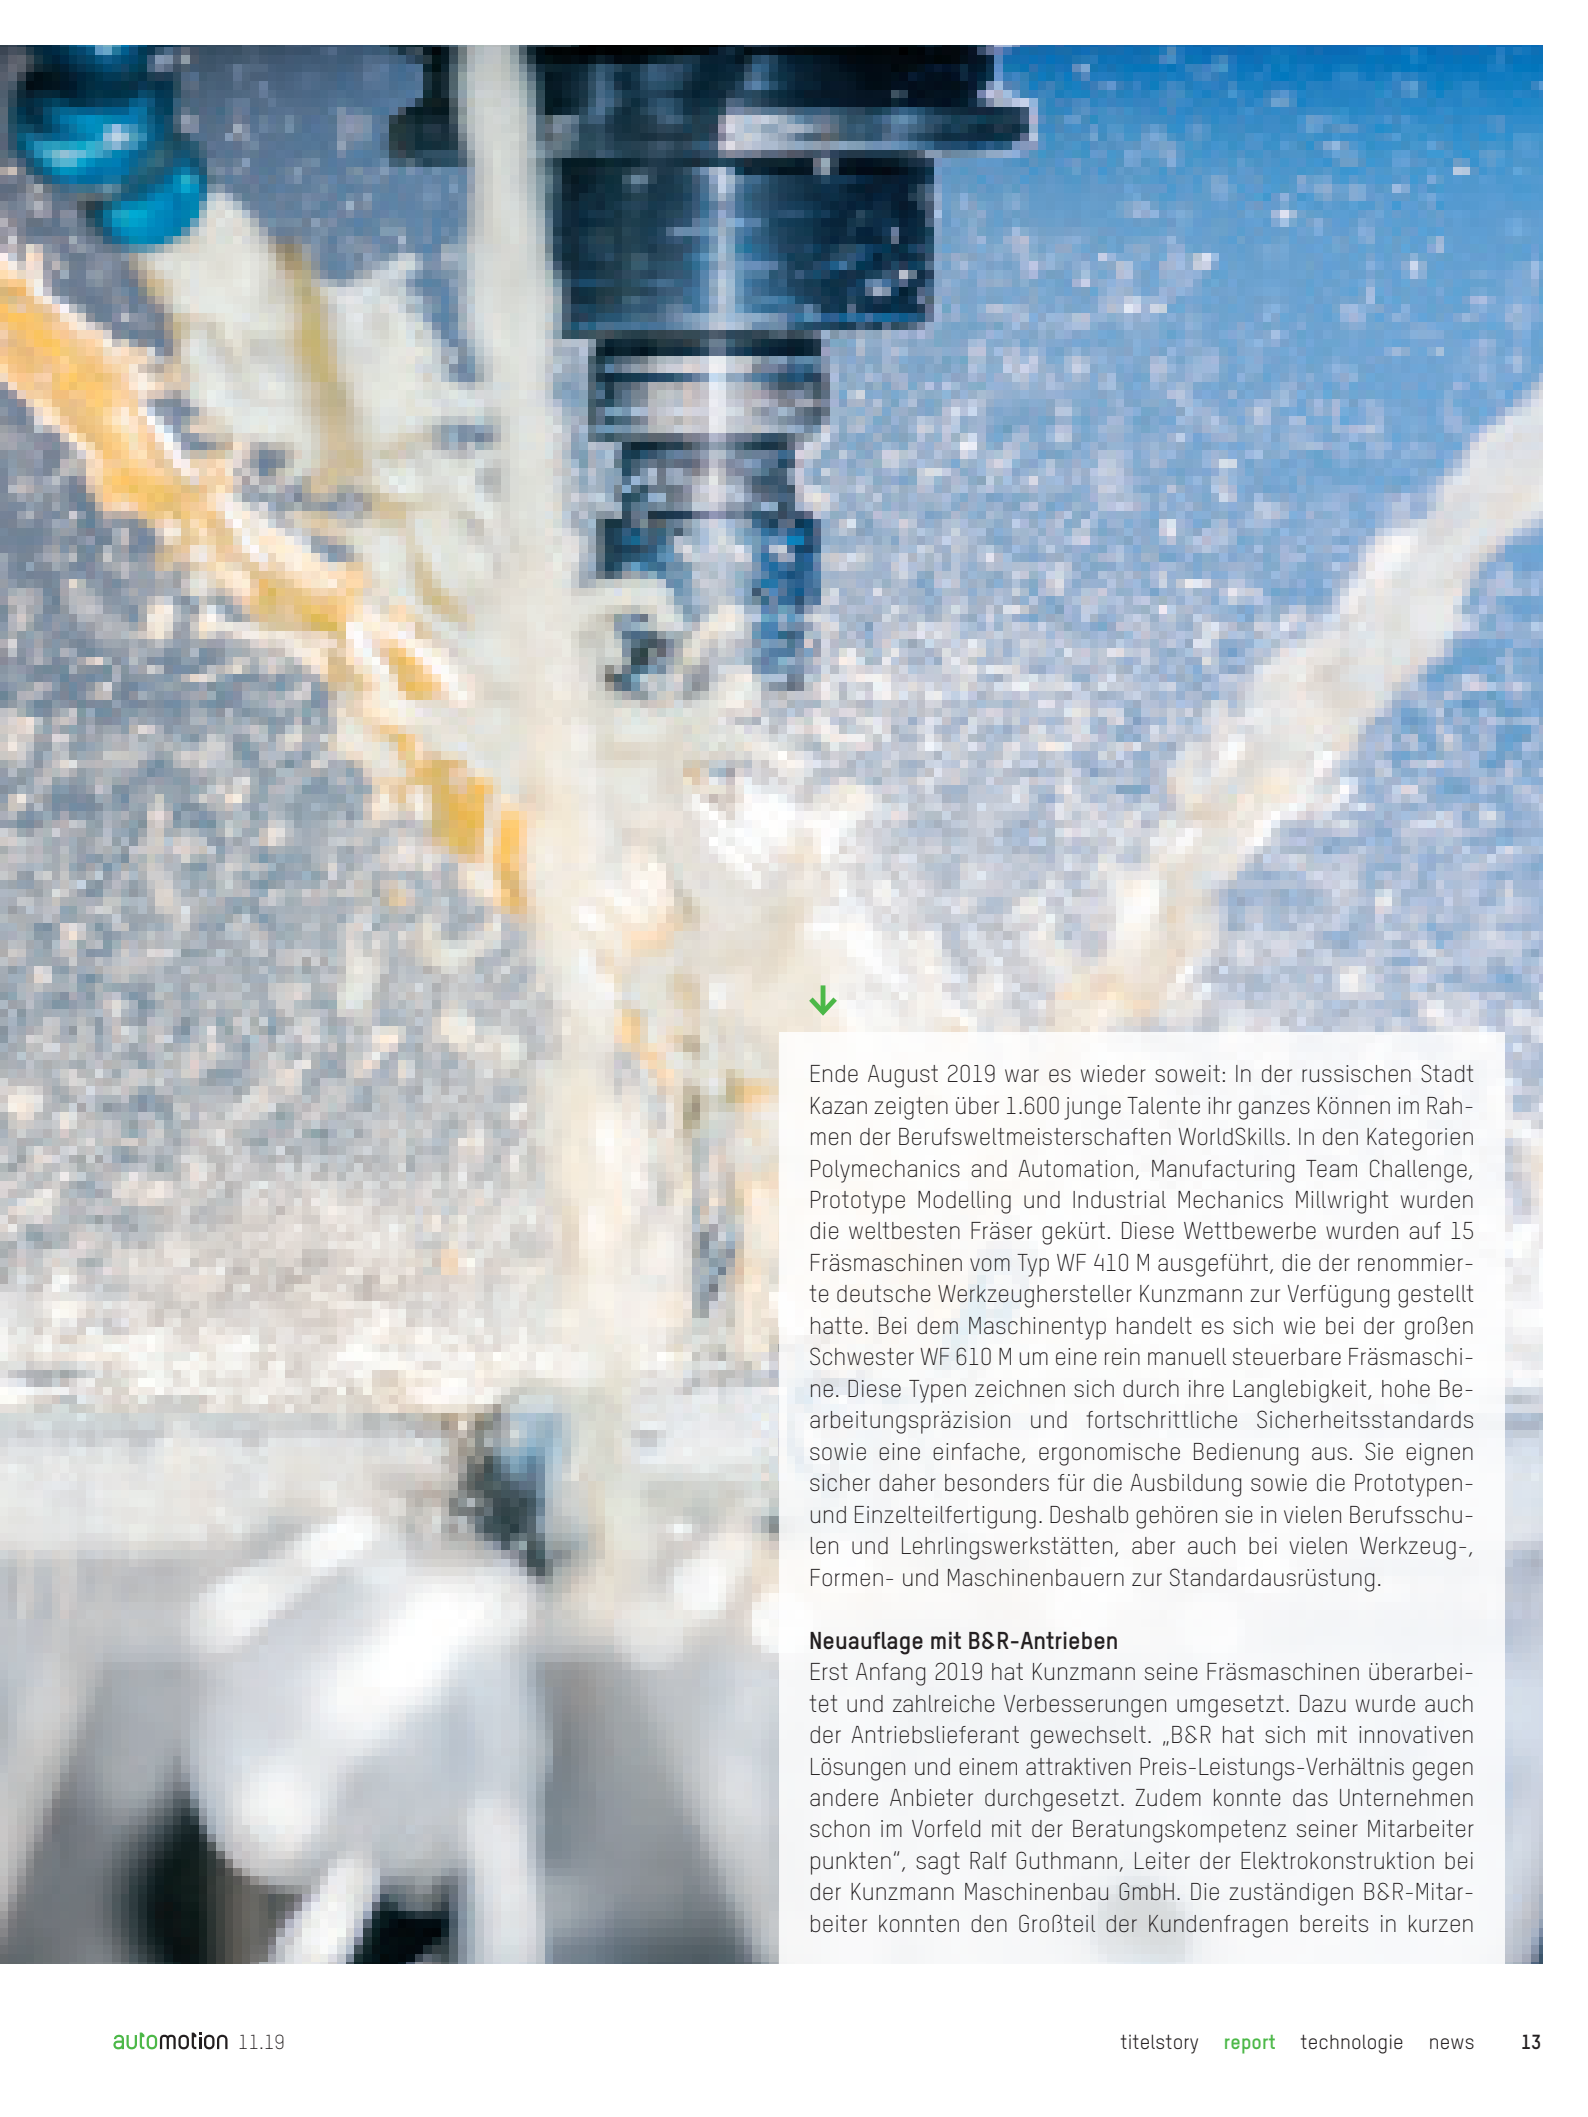 Ende August 2019 war es wieder soweit: In der russischen Stadt
Kazan zeigten über 1.600 junge Talente ihr ganzes Können im Rah-
men der Berufsweltmeisterschaften WorldSkills. In den Kategorien
Polymechanics and Automation, Manufacturing Team Challenge,
Prototype Modelling und Industrial Mechanics Millwright wurden
die weltbesten Fräser gekürt. Diese Wettbewerbe wurden auf 15
Fräsmaschinen vom Typ WF 410 M ausgeführt, die der renommier-
te deutsche Werkzeughersteller Kunzmann zur Verfügung gestellt
hatte. Bei dem Maschinentyp handelt es sich wie bei der großen
Schwester WF 610 M um eine rein manuell steuerbare Fräsmaschi-
ne. Diese Typen zeichnen sich durch ihre Langlebigkeit, hohe Be-
arbeitungspräzision und fortschrittliche Sicherheitsstandards
sowie eine einfache, ergonomische Bedienung aus. Sie eignen
sicher daher besonders für die Ausbildung sowie die Prototypen-
und Einzelteilfertigung. Deshalb gehören sie in vielen Berufsschu-
len und Lehrlingswerkstätten, aber auch bei vielen Werkzeug-,
Formen- und Maschinenbauern zur Standardausrüstung.
Neuauflage mit B&R-Antrieben
Erst Anfang 2019 hat Kunzmann seine Fräsmaschinen überarbei-
tet und zahlreiche Verbesserungen umgesetzt. Dazu wurde auch
der Antriebslieferant gewechselt. „B&R hat sich mit innovativen
Lösungen und einem attraktiven Preis-Leistungs-Verhältnis gegen
andere Anbieter durchgesetzt. Zudem konnte das Unternehmen
schon im Vorfeld mit der Beratungskompetenz seiner Mitarbeiter
punkten“, sagt Ralf Guthmann, Leiter der Elektrokonstruktion bei
der Kunzmann Maschinenbau GmbH. Die zuständigen B&R-Mitar-
beiter konnten den Großteil der Kundenfragen bereits in kurzen
automotion 11.19
titelstory report technologie news 13